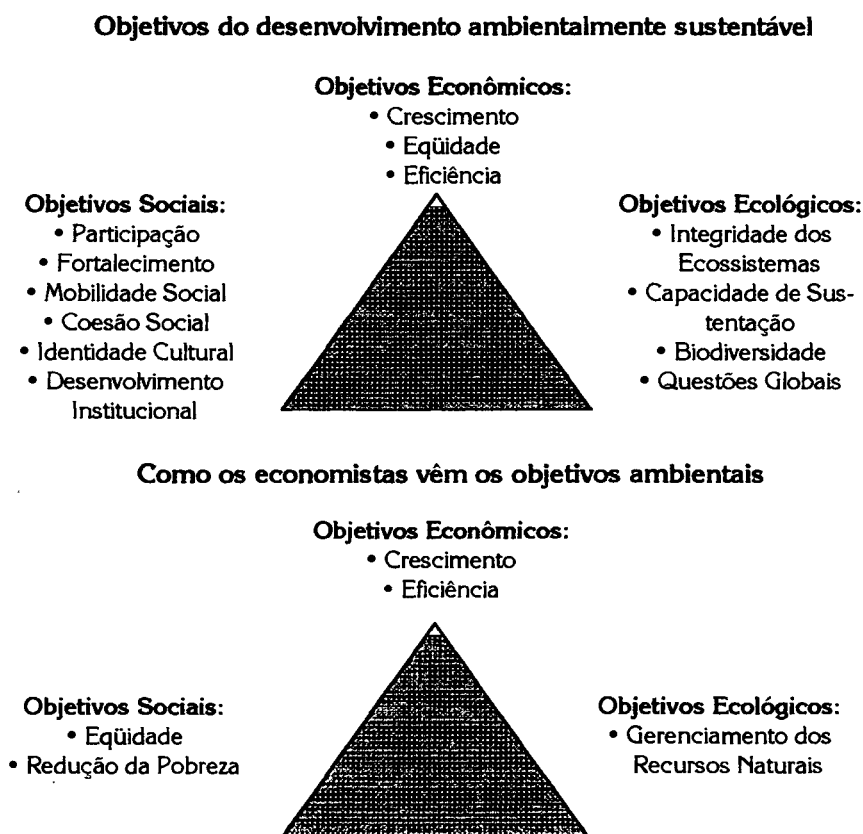 Objetivos do desenvolvimento ambientalmente sustentável
Objetivos Econômicos:
• Crescimento
• Eqüidade
• Eficiência
Objetivos Sociais:
• Participação
• Fortalecimento
• Mobilidade Social
• Coesão Social
• Identidade Cultural
• Desenvolvimento
Institucional
Objetivos Ecológicos:
• Integridade dos
Ecossistemas
• Capacidade de Sus-
tentação
• Biodiversidade
• Questões Globais
Como os economistas vêm os objetivos ambientais
Objetivos Econômicos:
• Crescimento
• Eficiência
Objetivos Sociais:
• Eqüidade
• Redução da Pobreza
Objetivos Ecológicos:
• Gerenciamento dos
Recursos Naturais